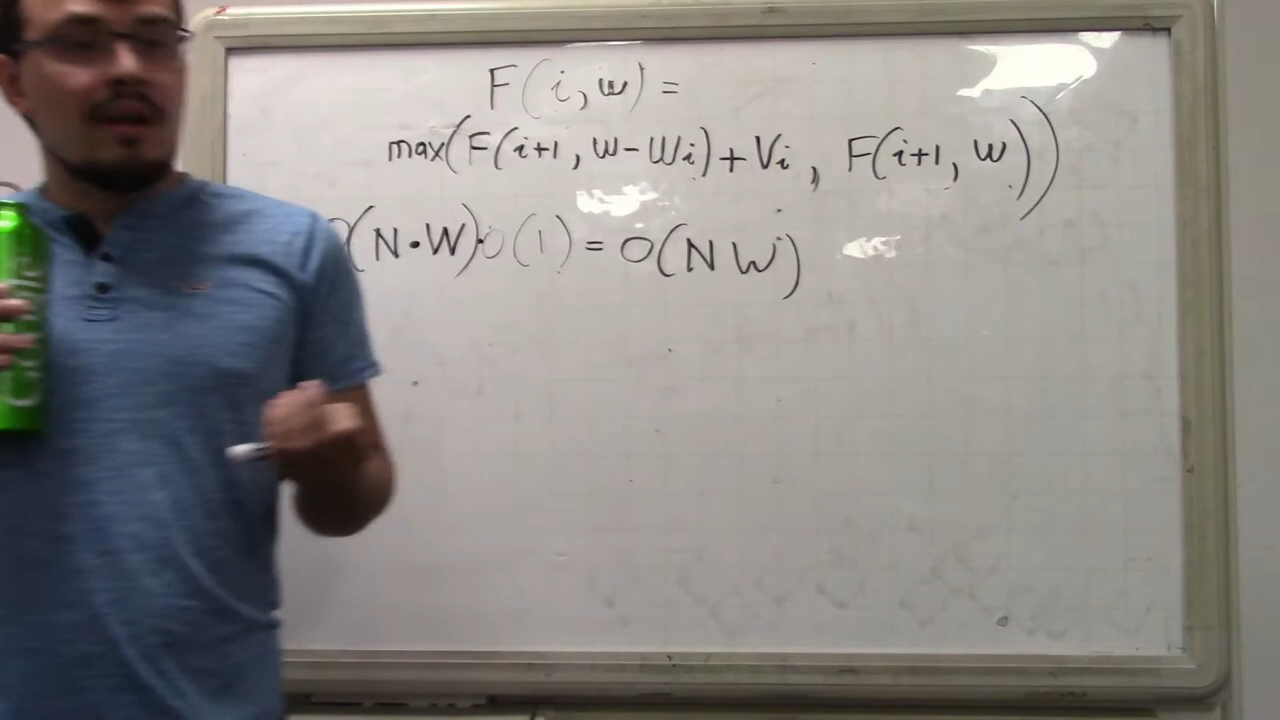 F(i,w) =
max(F(i+1, w-wi)+Vi, F(i+1, w))
O(N•W)·O(1) = O(NW)